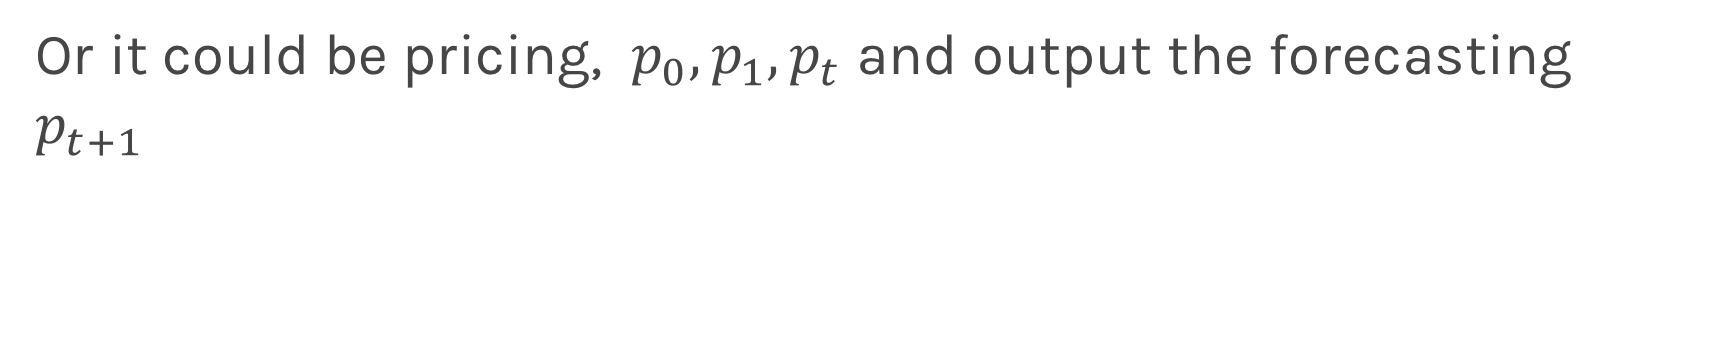 Or it could be pricing, p₀, p₁, pₜ and output the forecasting
pₜ₊₁